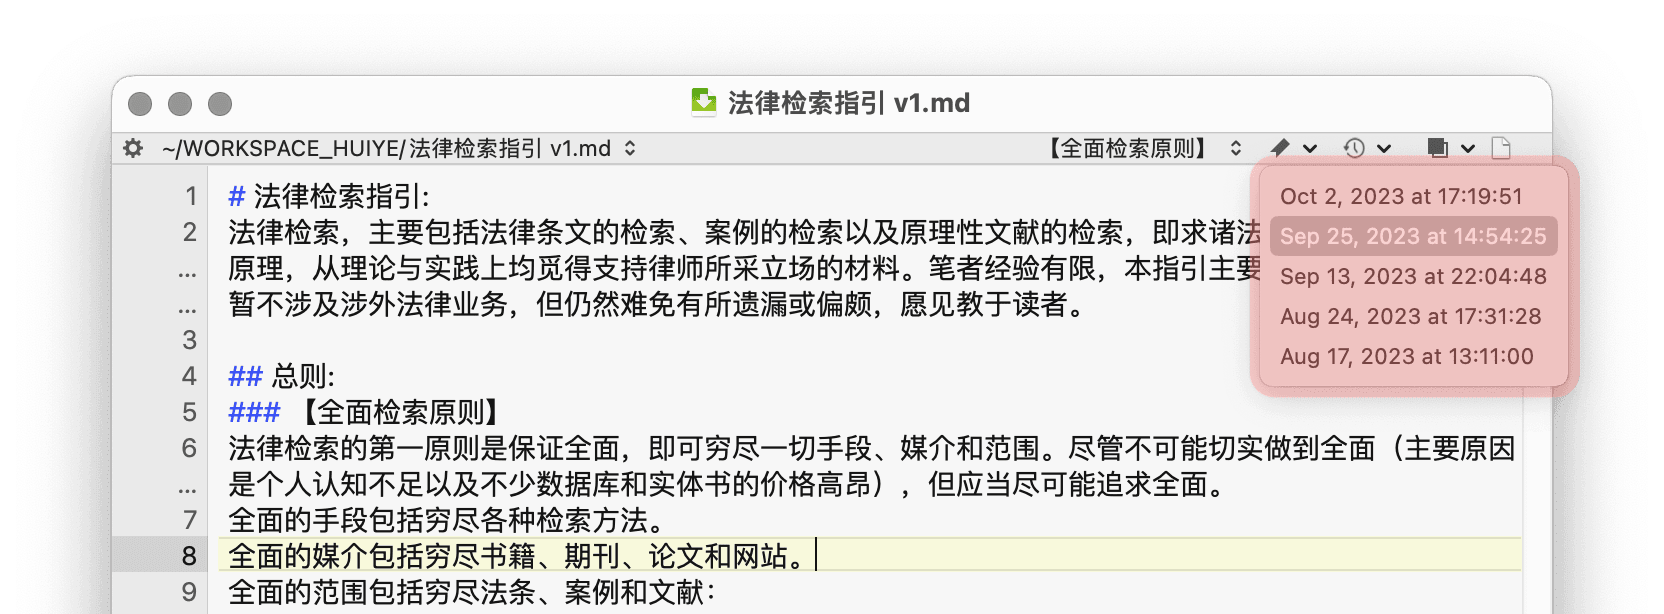 法律检索指引 v1.md
~/WORKSPACE_HUIYE/法律检索指引 v1.md
【全面检索原则】
1 # 法律检索指引:
2 法律检索，主要包括法律条文的检索、案例的检索以及原理性文献的检索，即求诸法
... 原理，从理论与实践上均觅得支持律师所采立场的材料。笔者经验有限，本指引主要
... 暂不涉及涉外法律业务，但仍然难免有所遗漏或偏颇，愿见教于读者。
3
4 ## 总则:
5 ### 【全面检索原则】
6 法律检索的第一原则是保证全面，即可穷尽一切手段、媒介和范围。尽管不可能切实做到全面（主要原因
... 是个人认知不足以及不少数据库和实体书的价格高昂），但应当尽可能追求全面。
7 全面的手段包括穷尽各种检索方法。
8 全面的媒介包括穷尽书籍、期刊、论文和网站。
9 全面的范围包括穷尽法条、案例和文献：
Oct 2, 2023 at 17:19:51
Sep 25, 2023 at 14:54:25
Sep 13, 2023 at 22:04:48
Aug 24, 2023 at 17:31:28
Aug 17, 2023 at 13:11:00